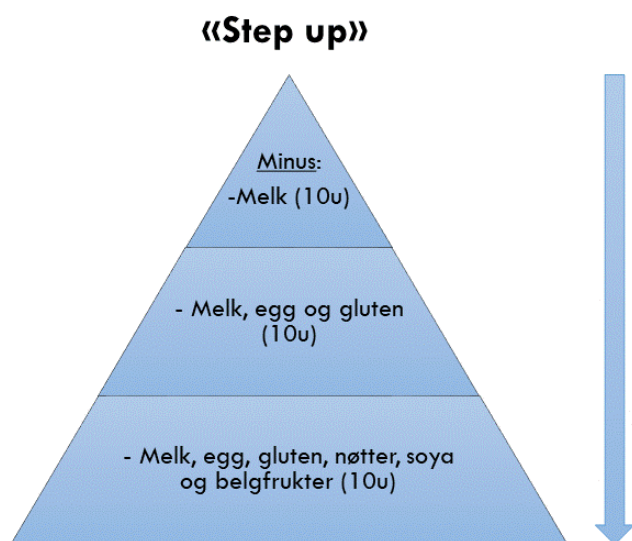 «Step up»
Minus:
-Melk (10u)
- Melk, egg og gluten
(10u)
- Melk, egg, gluten, nøtter, soya
og belgfrukter (10u)